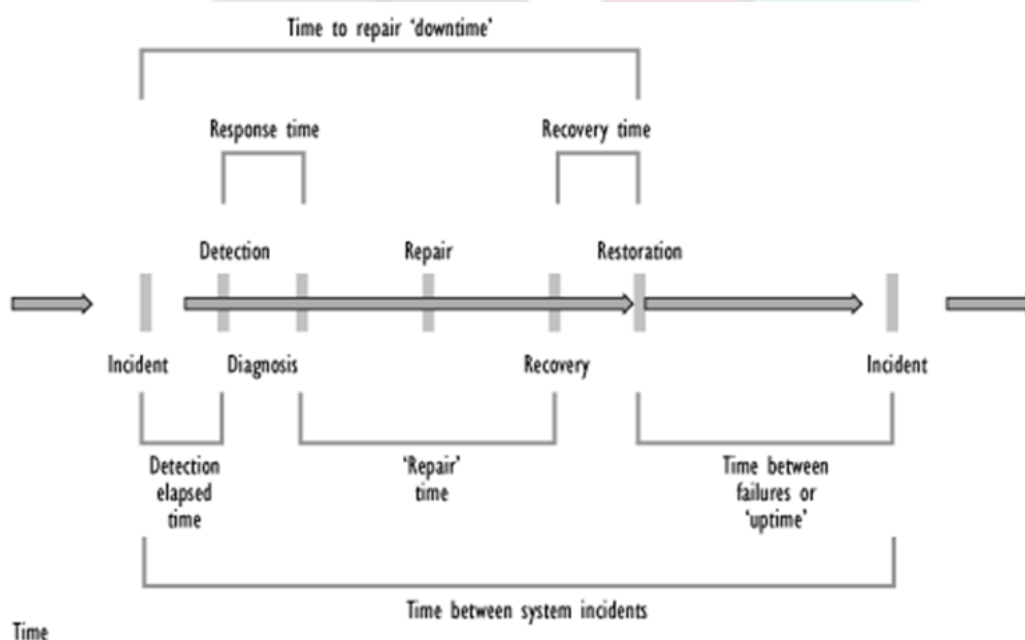 Time to repair ‘downtime’
Response time
Recovery time
Detection
Repair
Restoration
Incident
Diagnosis
Recovery
Incident
Detection
elapsed
time
‘Repair’
time
Time between
failures or
‘uptime’
Time between system incidents
Time